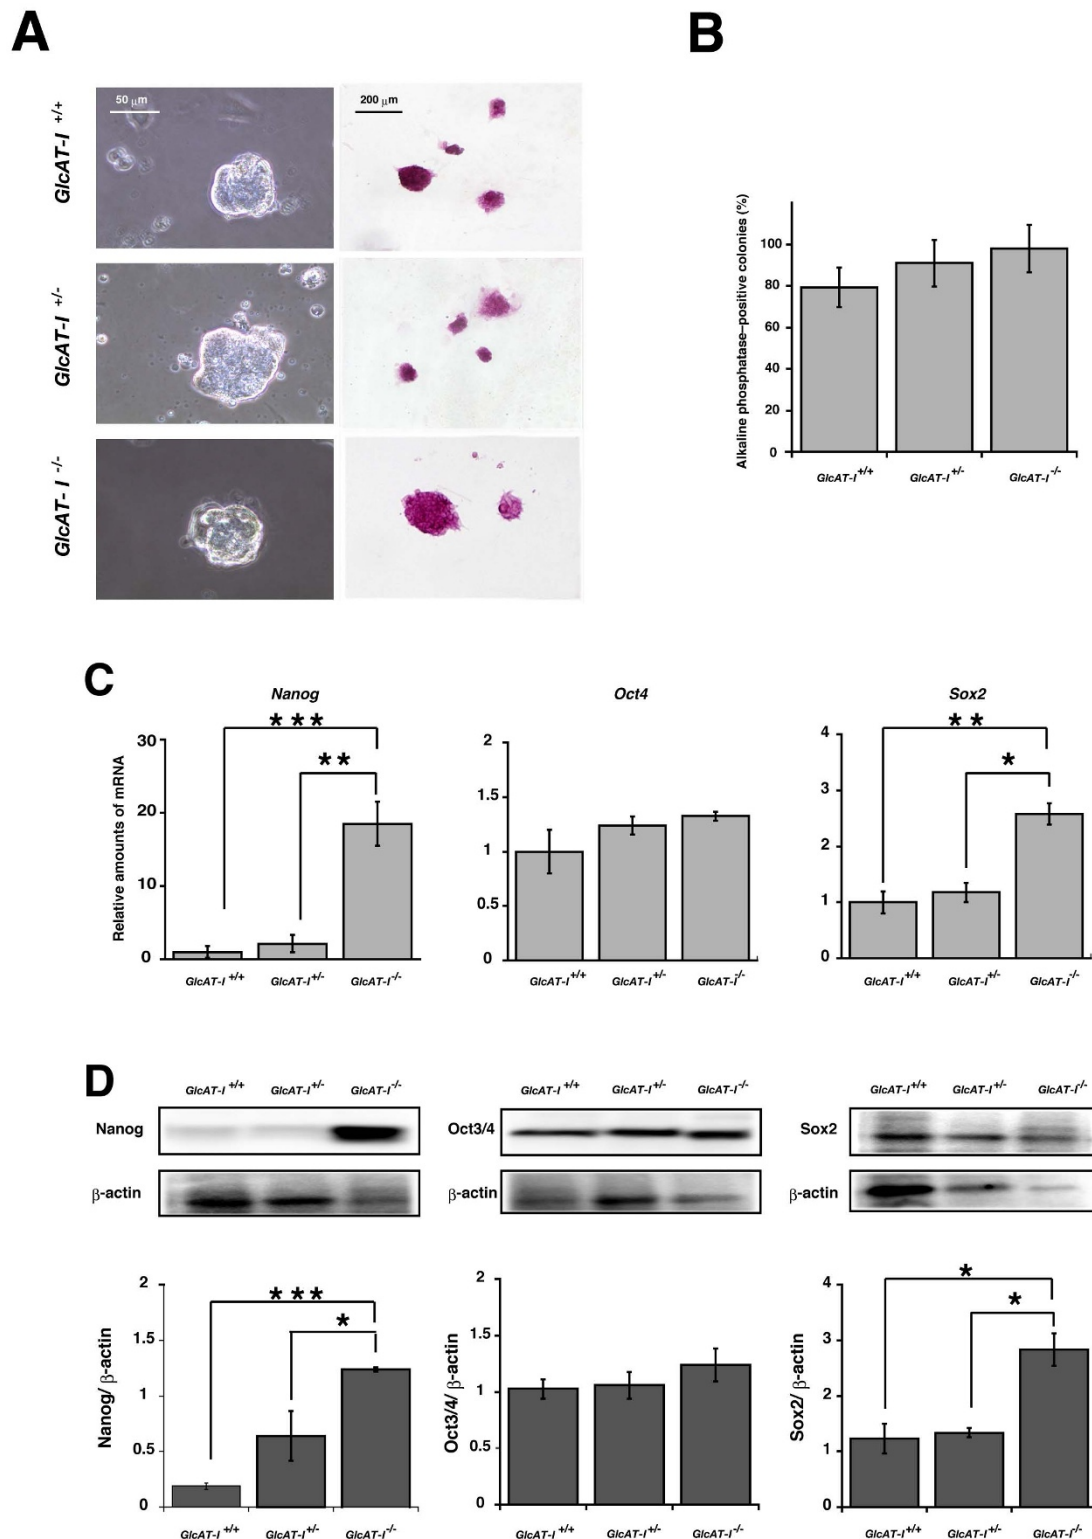 A
B
GlcAT-I +/+
50 μm
200 μm
GlcAT-I +/-
GlcAT- I -/-
Alkaline phosphatase–positive colonies (%)
100
80
60
40
20
0
GlcAT-I+/+
GlcAT-I+/-
GlcAT-I-/-
C
Nanog
Oct4
Sox2
***
**
**
*
Relative amounts of mRNA
30
20
10
0
2
1.5
1
0.5
0
4
3
2
1
0
GlcAT-I +/+
GlcAT-I+/-
GlcAT-I-/-
GlcAT-I+/+
GlcAT-I+/-
GlcAT-I-/-
GlcAT-I+/+
GlcAT-I+/-
GlcAT-I-/-
D
GlcAT-I +/+
GlcAT-I+/-
GlcAT-I-/-
GlcAT-I +/+
GlcAT-I+/-
GlcAT-I-/-
GlcAT-I+/+
GlcAT-I+/-
GlcAT-I-/-
Nanog
Oct3/4
Sox2
β-actin
β-actin
β-actin
***
*
*
*
Nanog/ β-actin
2
1.5
1
0.5
0
Oct3/4/ β-actin
2
1.5
1
0.5
0
Sox2/ β-actin
4
3
2
1
0
GlcAT-I +/+
GlcAT-I+/-
GlcAT-I-/-
GlcAT-I +/+
GlcAT-I+/-
GlcAT-I-/-
GlcAT-I+/+
GlcAT-I+/-
GlcAT-I-/-